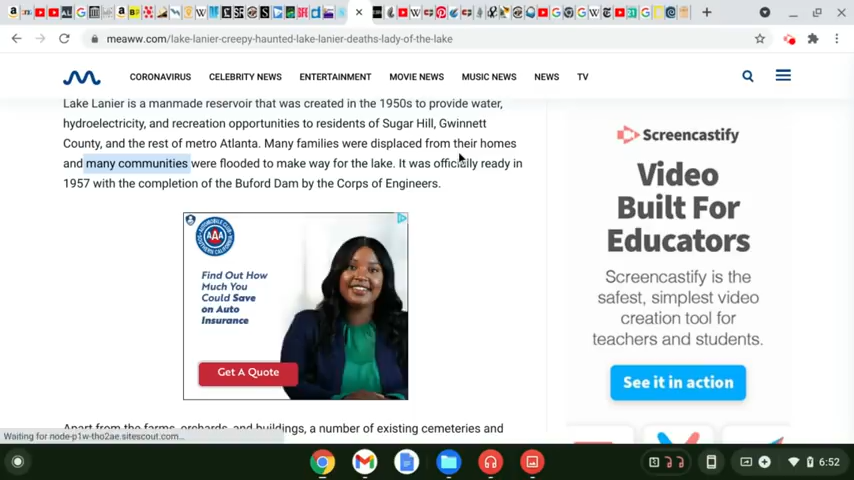 meaww.com/lake-lanier-creepy-haunted-lake-lanier-deaths-lady-of-the-lake
CORONAVIRUS CELEBRITY NEWS ENTERTAINMENT MOVIE NEWS MUSIC NEWS NEWS TV
Lake Lanier is a manmade reservoir that was created in the 1950s to provide water,
hydroelectricity, and recreation opportunities to residents of Sugar Hill, Gwinnett
County, and the rest of metro Atlanta. Many families were displaced from their homes
and many communities were flooded to make way for the lake. It was officially ready in
1957 with the completion of the Buford Dam by the Corps of Engineers.
AAA
Find Out How
Much You
Could Save
on Auto
Insurance
Get A Quote
Screencastify
Video
Built For
Educators
Screencastify is the
safest, simplest video
creation tool for
teachers and students.
See it in action
Apart from the farms, orchards, and buildings, a number of existing cemeteries and
Waiting for node-p1w-tho2ae.sitescout.com...
6:52